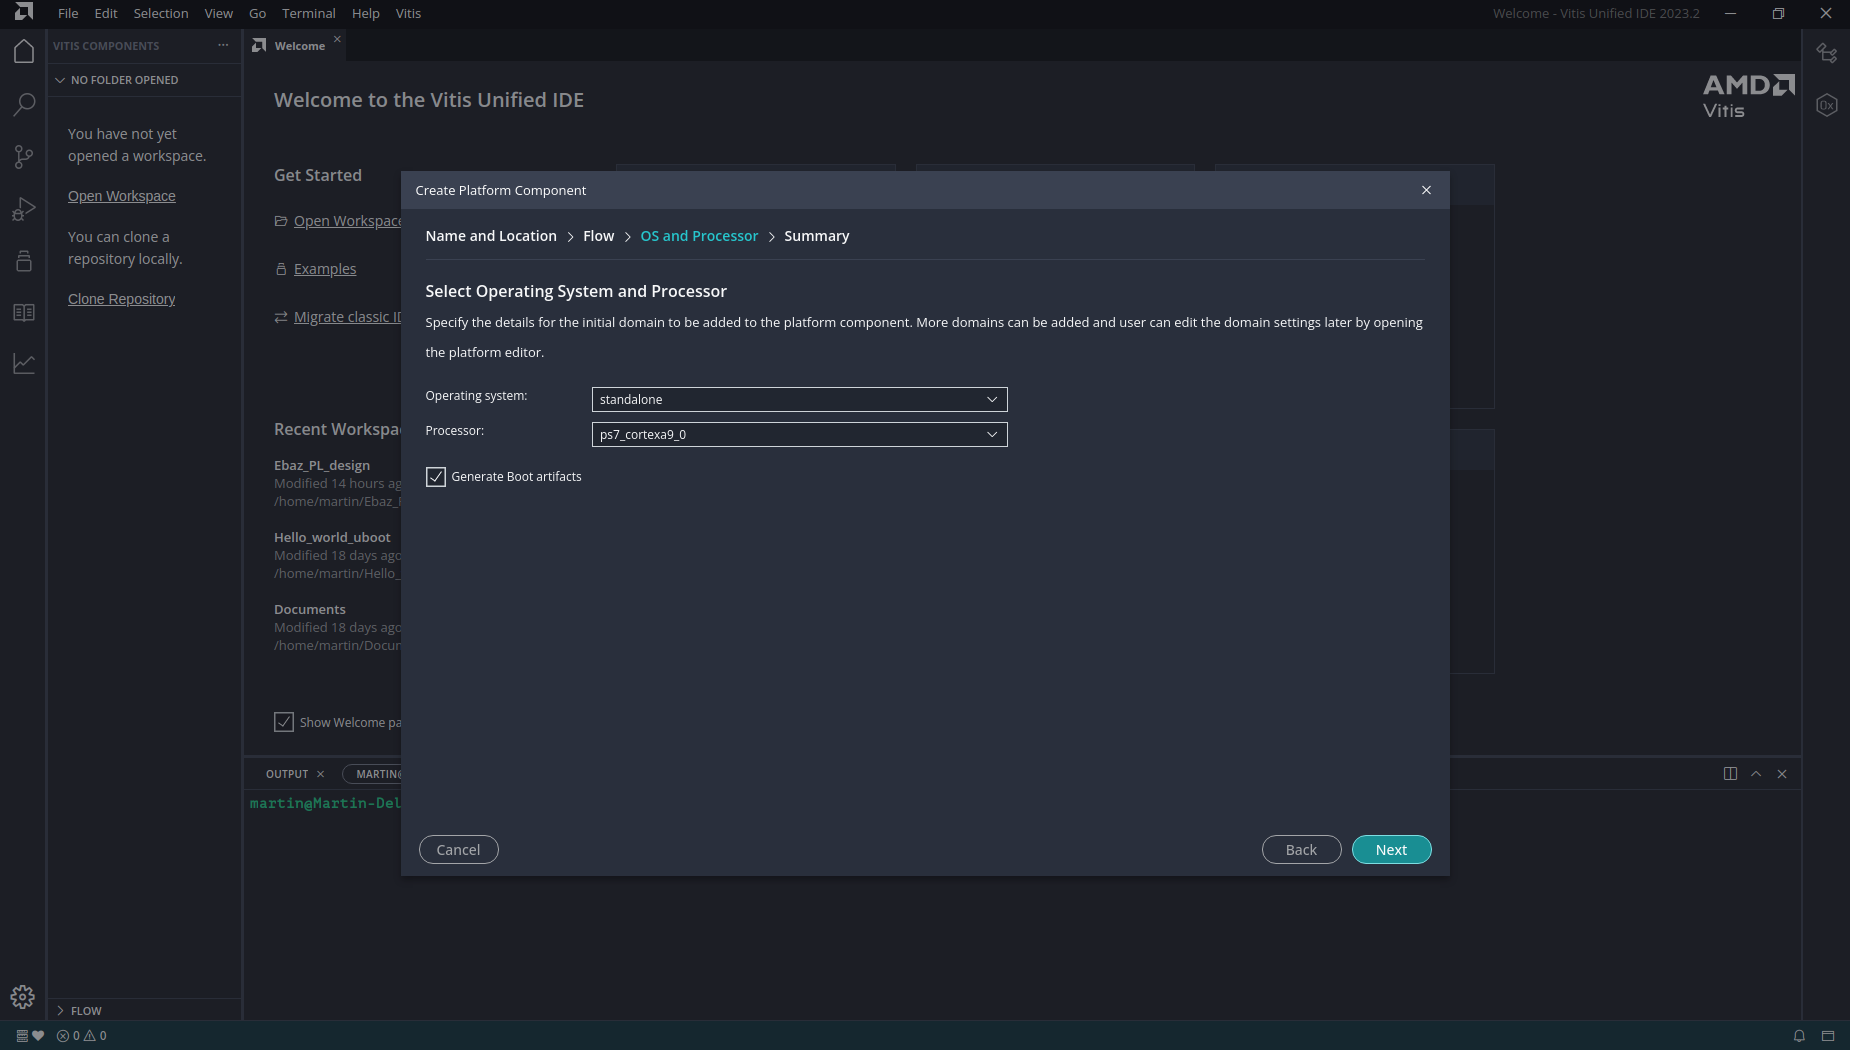 File Edit Selection View Go Terminal Help Vitis
Welcome - Vitis Unified IDE 2023.2
VITIS COMPONENTS
NO FOLDER OPENED
You have not yet
opened a workspace.
Open Workspace
You can clone a
repository locally.
Clone Repository
FLOW
Welcome
Welcome to the Vitis Unified IDE
AMD
Vitis
0x
Get Started
Open Workspace
Examples
Migrate classic
Recent
Ebaz_PL_design
Modified 14 hours
/home/martin/Ebaz_
Hello_world_uboot
Modified 18 days ago
/home/martin/Hello_
Documents
Modified 18 days ago
/home/martin/Docum
Show Welcome
Create Platform Component
Name and Location > Flow > OS and Processor > Summary
Select Operating System and Processor
Specify the details for the initial domain to be added to the platform component. More domains can be added and user can edit the domain settings later by opening
the platform editor.
Operating system: standalone
Processor: ps7_cortexa9_0
Generate Boot artifacts
Cancel Back Next
OUTPUT MARTIN@
martin@Martin-Del
0 0